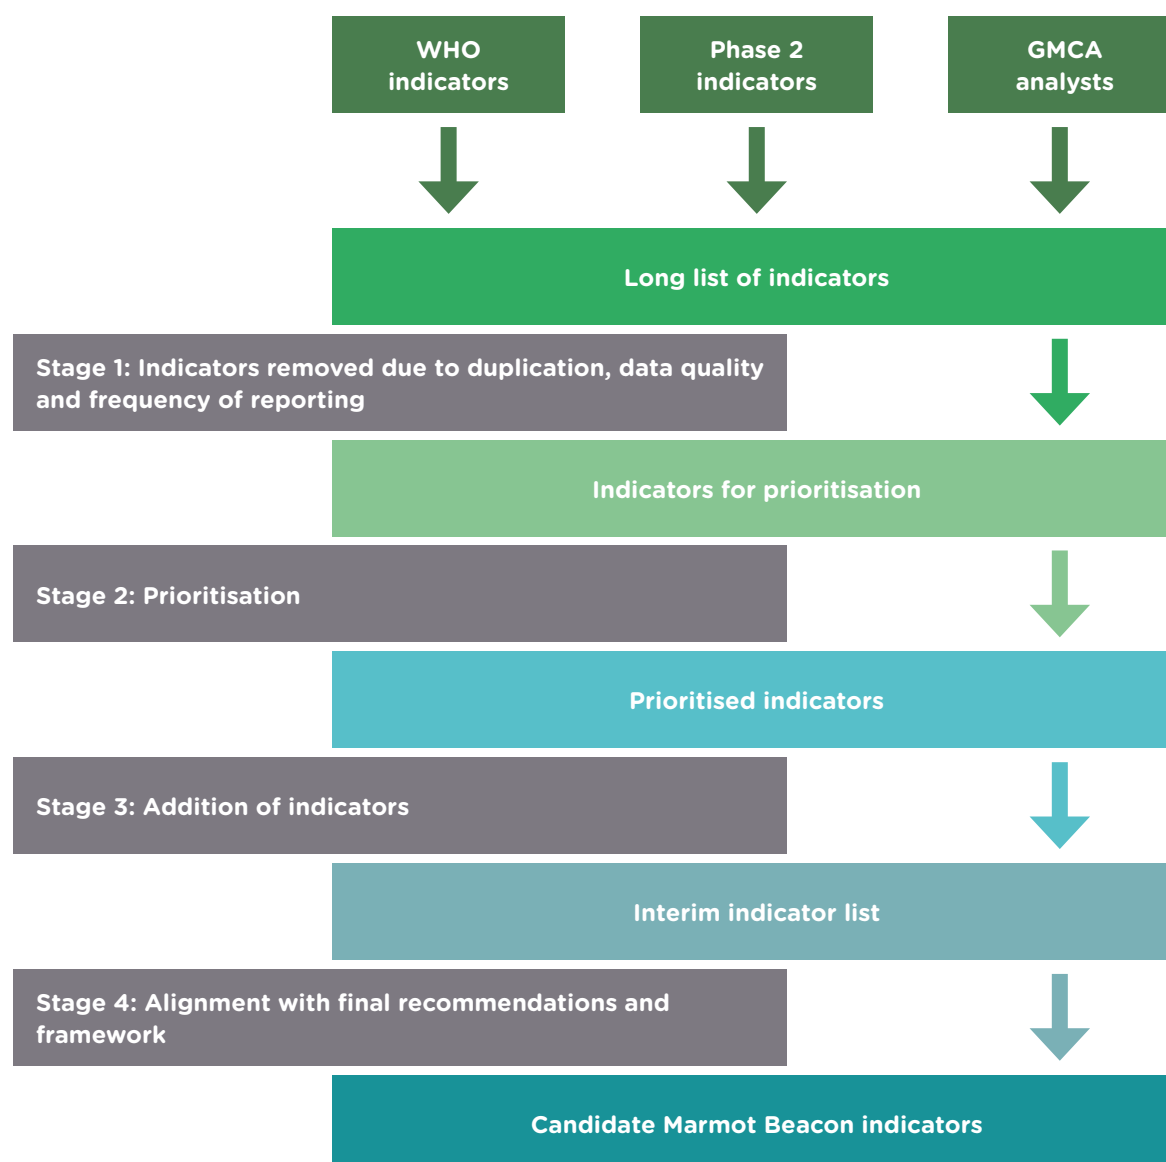 WHO
indicators
Phase 2
indicators
GMCA
analysts
Long list of indicators
Stage 1: Indicators removed due to duplication, data quality
and frequency of reporting
Indicators for prioritisation
Stage 2: Prioritisation
Prioritised indicators
Stage 3: Addition of indicators
Interim indicator list
Stage 4: Alignment with final recommendations and
framework
Candidate Marmot Beacon indicators